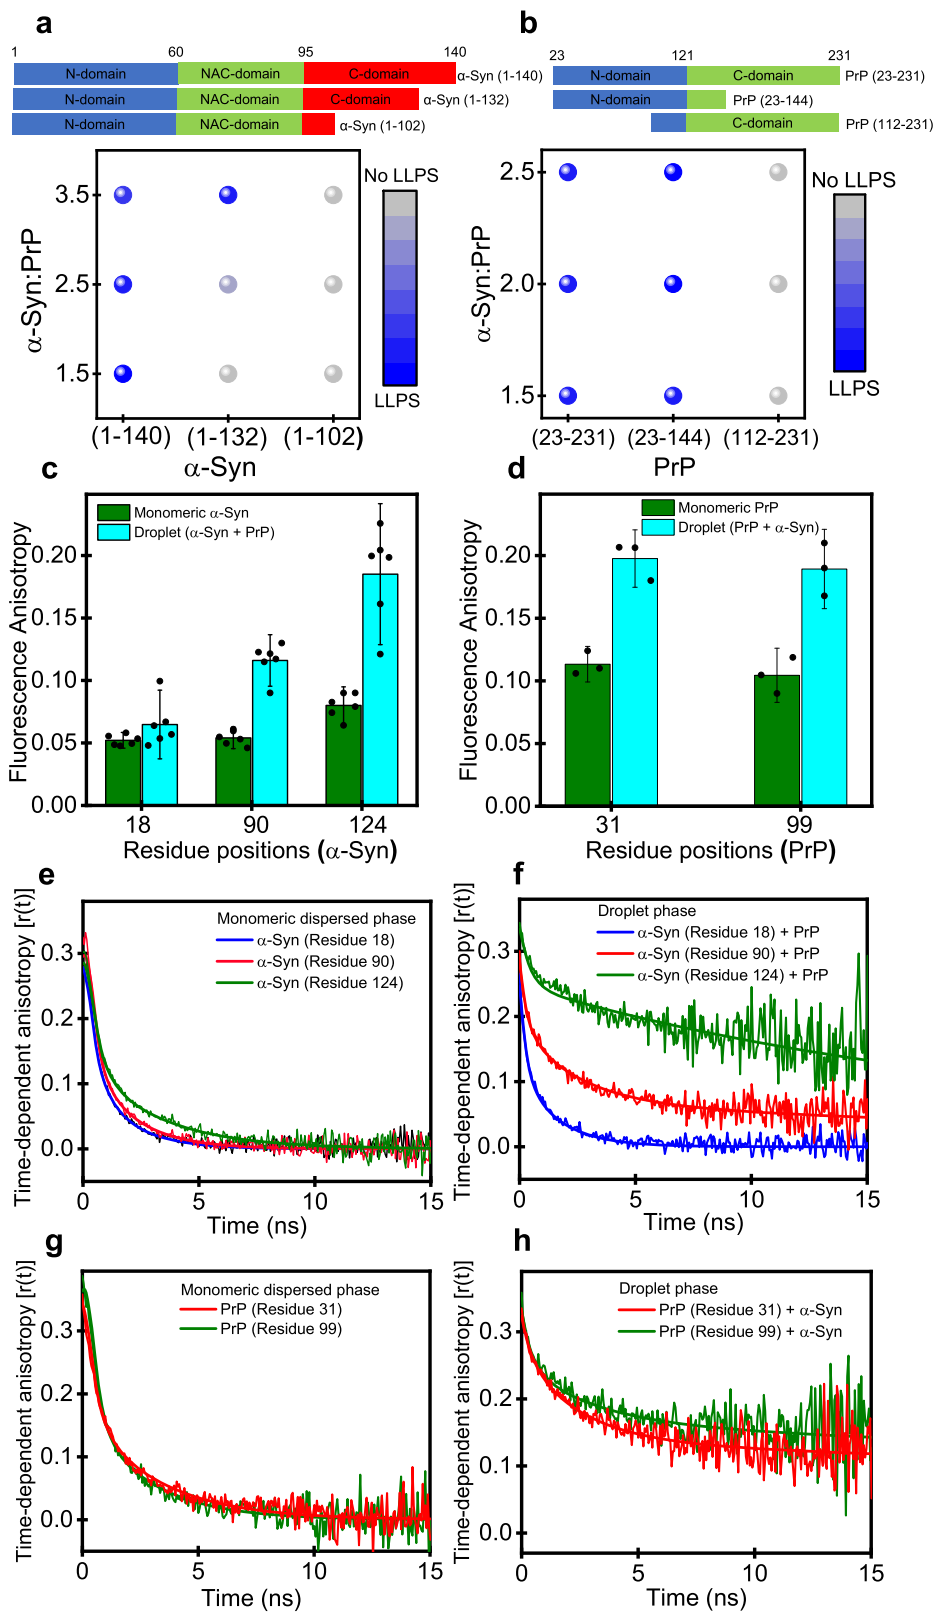 a
1 60 95 140
N-domain NAC-domain C-domain α-Syn (1-140)
N-domain NAC-domain C-domain α-Syn (1-132)
N-domain NAC-domain α-Syn (1-102)
3.5
2.5
1.5
α-Syn:PrP
(1-140) (1-132) (1-102)
α-Syn
No LLPS
LLPS
b
23 121 231
N-domain C-domain PrP (23-231)
N-domain PrP (23-144)
C-domain PrP (112-231)
2.5
2.0
1.5
α-Syn:PrP
(23-231) (23-144) (112-231)
PrP
No LLPS
LLPS
c
Monomeric α-Syn
Droplet (α-Syn + PrP)
0.20
0.15
0.10
0.05
0.00
Fluorescence Anisotropy
18 90 124
Residue positions (α-Syn)
d
Monomeric PrP
Droplet (PrP + α-Syn)
0.20
0.15
0.10
0.05
0.00
Fluorescence Anisotropy
31 99
Residue positions (PrP)
e
Monomeric dispersed phase
α-Syn (Residue 18)
α-Syn (Residue 90)
α-Syn (Residue 124)
0.3
0.2
0.1
0.0
Time-dependent anisotropy [r(t)]
0 5 10 15
Time (ns)
f
Droplet phase
α-Syn (Residue 18) + PrP
α-Syn (Residue 90) + PrP
α-Syn (Residue 124) + PrP
0.3
0.2
0.1
0.0
Time-dependent anisotropy [r(t)]
0 5 10 15
Time (ns)
g
Monomeric dispersed phase
PrP (Residue 31)
PrP (Residue 99)
0.3
0.2
0.1
0.0
Time-dependent anisotropy [r(t)]
0 5 10 15
Time (ns)
h
Droplet phase
PrP (Residue 31) + α-Syn
PrP (Residue 99) + α-Syn
0.3
0.2
0.1
0.0
Time-dependent anisotropy [r(t)]
0 5 10 15
Time (ns)